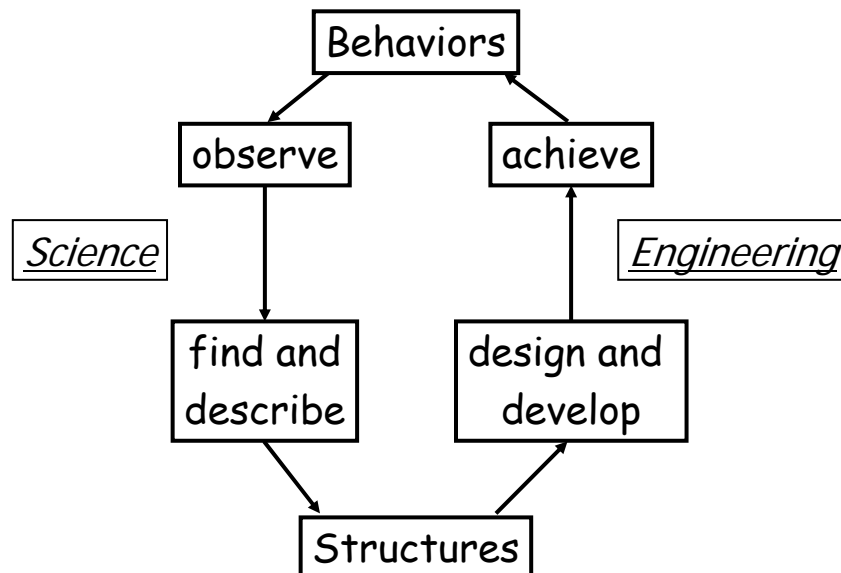 Behaviors
observe
achieve
Science
Engineering
find and
describe
design and
develop
Structures